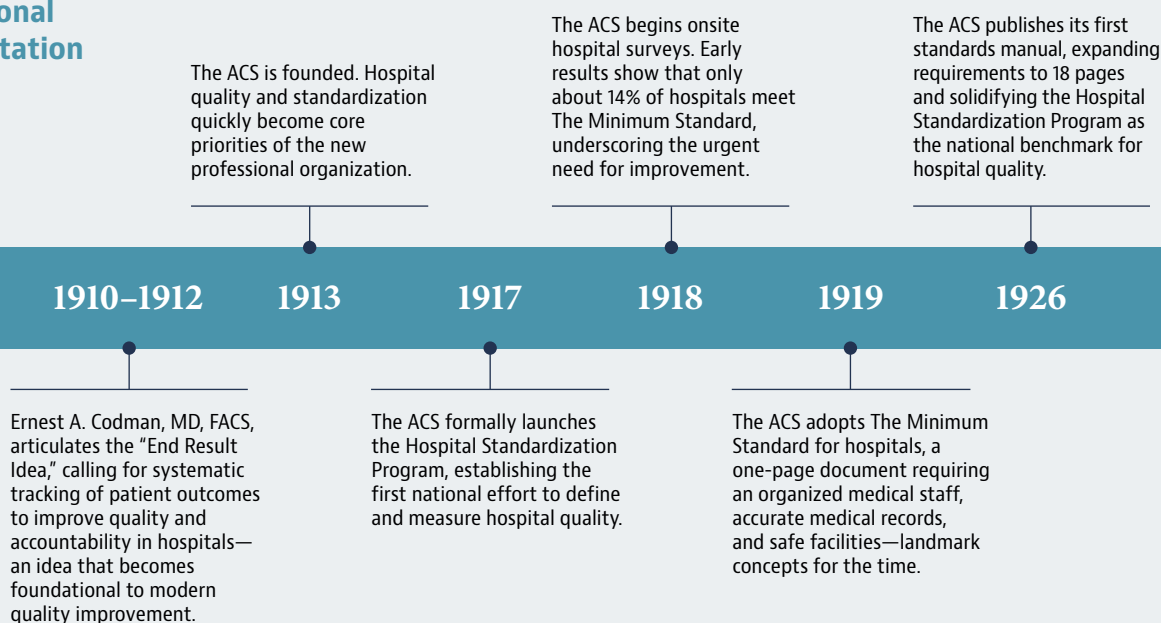 onal
tation
The ACS is founded. Hospital
quality and standardization
quickly become core
priorities of the new
professional organization.
The ACS begins onsite
hospital surveys. Early
results show that only
about 14% of hospitals meet
The Minimum Standard,
underscoring the urgent
need for improvement.
The ACS publishes its first
standards manual, expanding
requirements to 18 pages
and solidifying the Hospital
Standardization Program as
the national benchmark for
hospital quality.
1910–1912 1913 1917 1918 1919 1926
Ernest A. Codman, MD, FACS,
articulates the “End Result
Idea,” calling for systematic
tracking of patient outcomes
to improve quality and
accountability in hospitals—
an idea that becomes
foundational to modern
quality improvement.
The ACS formally launches
the Hospital Standardization
Program, establishing the
first national effort to define
and measure hospital quality.
The ACS adopts The Minimum
Standard for hospitals, a
one-page document requiring
an organized medical staff,
accurate medical records,
and safe facilities—landmark
concepts for the time.